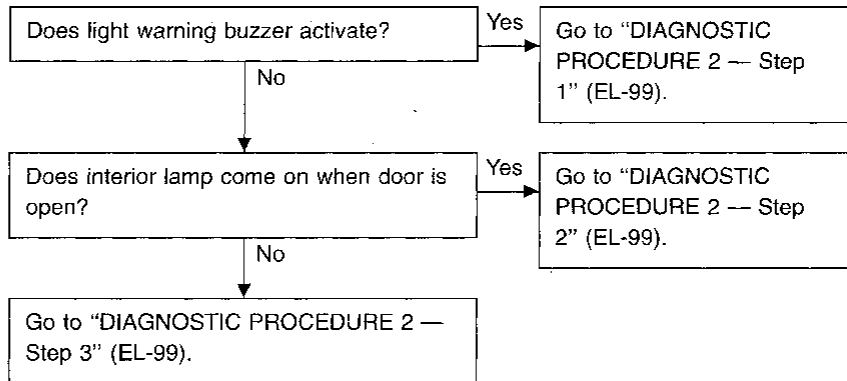 Does light warning buzzer activate?
Yes
Go to “DIAGNOSTIC
PROCEDURE 2 — Step
1” (EL-99).
No
Does interior lamp come on when door is
open?
Yes
Go to “DIAGNOSTIC
PROCEDURE 2 — Step
2” (EL-99).
No
Go to “DIAGNOSTIC PROCEDURE 2 —
Step 3” (EL-99).